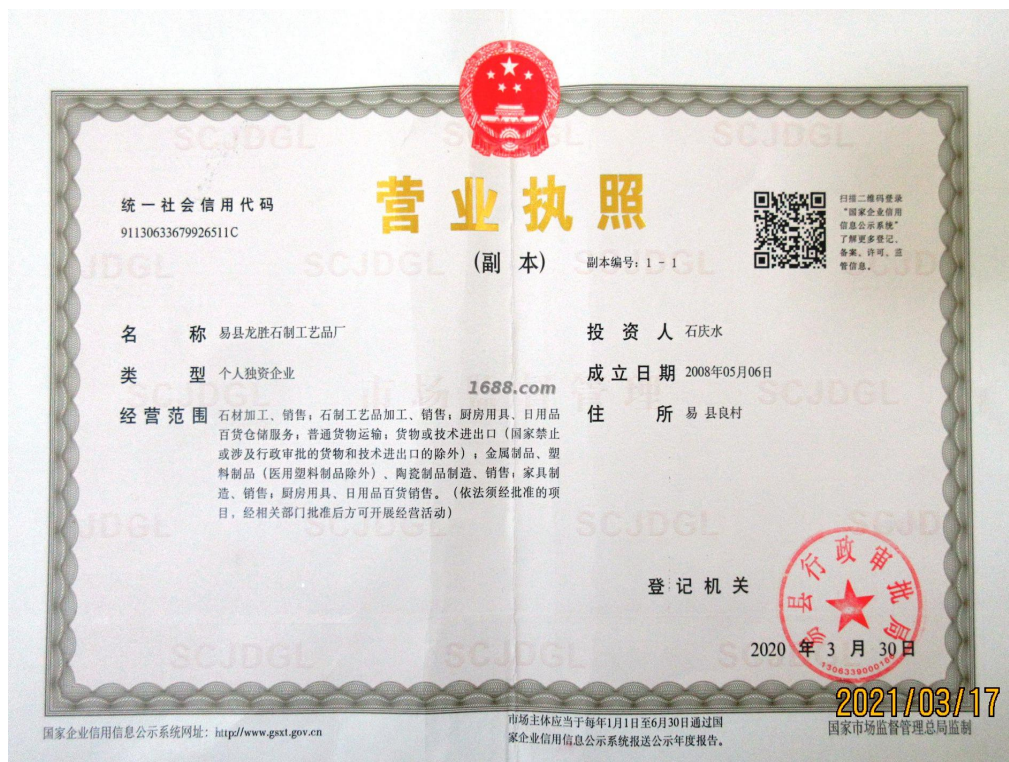 营业执照
(副 本)
副本编号：1-1
统一社会信用代码
91130633679926511C
扫描二维码登录
“国家企业信用
信息公示系统”
了解更多登记、
备案、许可、监
管信息。
名 称 易县龙胜石制工艺品厂
类 型 个人独资企业
经营范围 石材加工、销售；石制工艺品加工、销售；厨房用具、日用品
百货仓储服务；普通货物运输；货物或技术进出口（国家禁止
或涉及行政审批的货物和技术进出口的除外）；金属制品、塑
料制品（医用塑料制品除外）、陶瓷制品制造、销售；家具制
造、销售；厨房用具、日用品百货销售。（依法须经批准的项
目，经相关部门批准后方可开展经营活动）
投 资 人 石庆水
成立日期 2008年05月06日
住 所 易 县良村
1688.com
登记机关
易县行政审批局
2020 年 3 月 30日
2021/03/17
国家企业信用信息公示系统网址：http://www.gsxt.gov.cn
市场主体应当于每年1月1日至6月30日通过国
家企业信用信息公示系统报送公示年度报告。
国家市场监督管理总局监制
SCJDGL